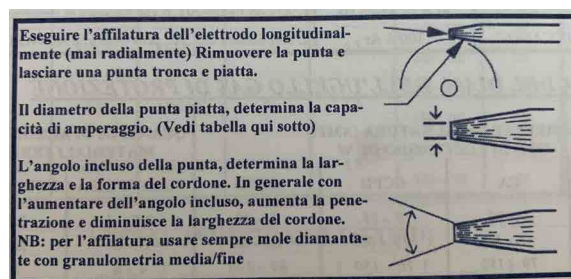 Eseguire l'affilatura dell'elettrodo longitudinal-
mente (mai radialmente) Rimuovere la punta e
lasciare una punta tronca e piatta.
Il diametro della punta piatta, determina la capa-
cità di amperaggio. (Vedi tabella qui sotto)
L'angolo incluso della punta, determina la lar-
ghezza e la forma del cordone. In generale con
l'aumentare dell'angolo incluso, aumenta la pene-
trazione e diminuisce la larghezza del cordone.
NB: per l'affilatura usare sempre mole diamanta-
te con granulometria media/fine